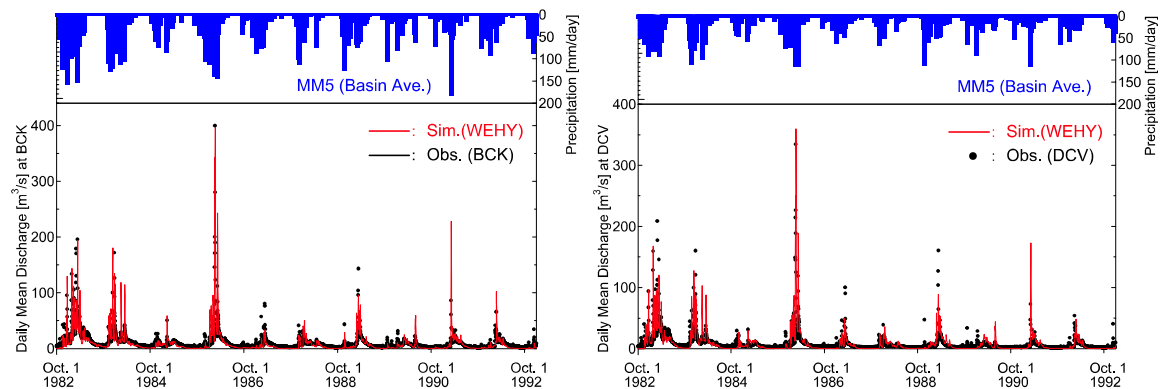 0
50
100
150
200
Precipitation [mm/day]
MM5 (Basin Ave.)
Daily Mean Discharge [m³/s] at BCK
400
300
200
100
0
: Sim.(WEHY)
: Obs. (BCK)
Oct. 1 Oct. 1 Oct. 1 Oct. 1 Oct. 1 Oct. 1
1982 1984 1986 1988 1990 1992
0
50
100
150
200
Precipitation [mm/day]
MM5 (Basin Ave.)
Daily Mean Discharge [m³/s] at DCV
400
300
200
100
0
: Sim.(WEHY)
: Obs. (DCV)
Oct. 1 Oct. 1 Oct. 1 Oct. 1 Oct. 1 Oct. 1
1982 1984 1986 1988 1990 1992